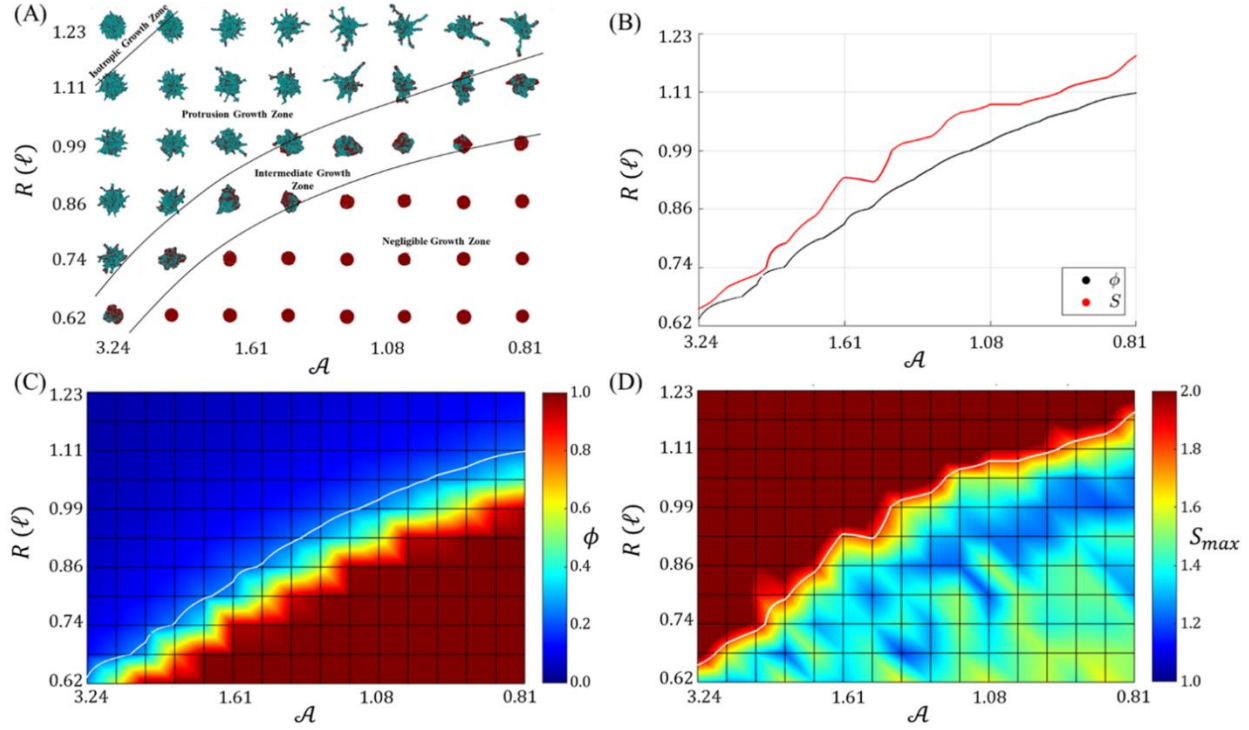 (A)
1.23
1.11
0.99
0.86
0.74
0.62
R (ℓ)
Isotropic Growth Zone
Protrusion Growth Zone
Intermediate Growth
Zone
Negligible Growth Zone
3.24 1.61 1.08 0.81
𝒜
(B)
1.23
1.11
0.99
0.86
0.74
0.62
R (ℓ)
ϕ
S
3.24 1.61 1.08 0.81
𝒜
(C)
1.23
1.11
0.99
0.86
0.74
0.62
R (ℓ)
3.24 1.61 1.08 0.81
𝒜
1.0
0.8
0.6
0.4
0.2
0.0
ϕ
(D)
1.23
1.11
0.99
0.86
0.74
0.62
R (ℓ)
3.24 1.61 1.08 0.81
𝒜
2.0
1.8
1.6
1.4
1.2
1.0
Smax